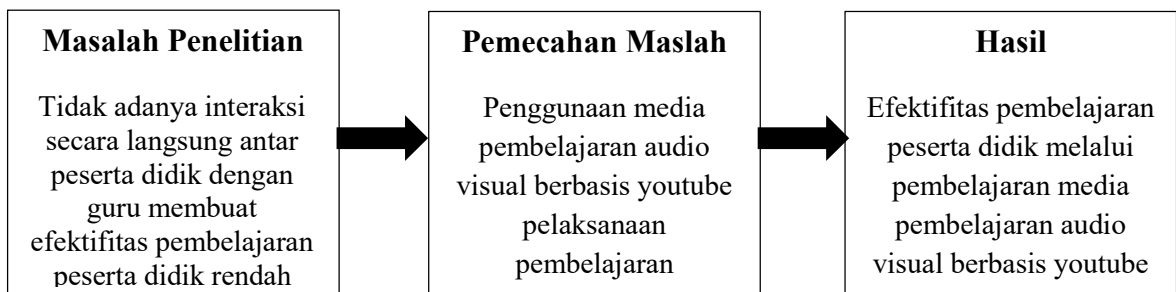 Masalah Penelitian
Tidak adanya interaksi
secara langsung antar
peserta didik dengan
guru membuat
efektifitas pembelajaran
peserta didik rendah
Pemecahan Maslah
Penggunaan media
pembelajaran audio
visual berbasis youtube
pelaksanaan
pembelajaran
Hasil
Efektifitas pembelajaran
peserta didik melalui
pembelajaran media
pembelajaran audio
visual berbasis youtube